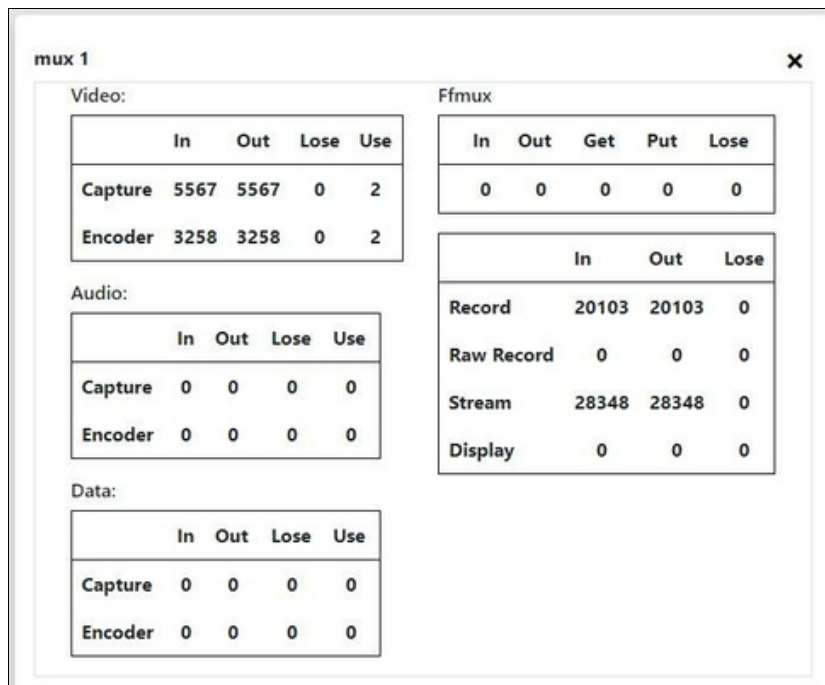 mux 1
×
Video:
In Out Lose Use
Capture 5567 5567 0 2
Encoder 3258 3258 0 2
Audio:
In Out Lose Use
Capture 0 0 0 0
Encoder 0 0 0 0
Data:
In Out Lose Use
Capture 0 0 0 0
Encoder 0 0 0 0
Ffmux
In Out Get Put Lose
0 0 0 0 0
In Out Lose
Record 20103 20103 0
Raw Record 0 0 0
Stream 28348 28348 0
Display 0 0 0